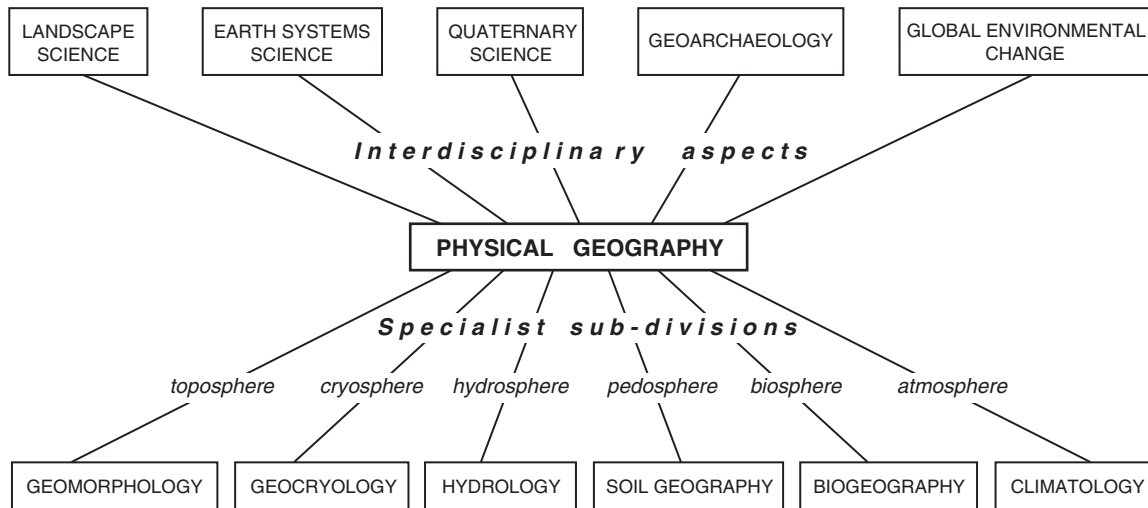 LANDSCAPE
SCIENCE
EARTH SYSTEMS
SCIENCE
QUATERNARY
SCIENCE
GEOARCHAEOLOGY
GLOBAL ENVIRONMENTAL
CHANGE
Interdisciplinary aspects
PHYSICAL GEOGRAPHY
Specialist sub-divisions
toposphere cryosphere hydrosphere pedosphere biosphere atmosphere
GEOMORPHOLOGY GEOCRYOLOGY HYDROLOGY SOIL GEOGRAPHY BIOGEOGRAPHY CLIMATOLOGY